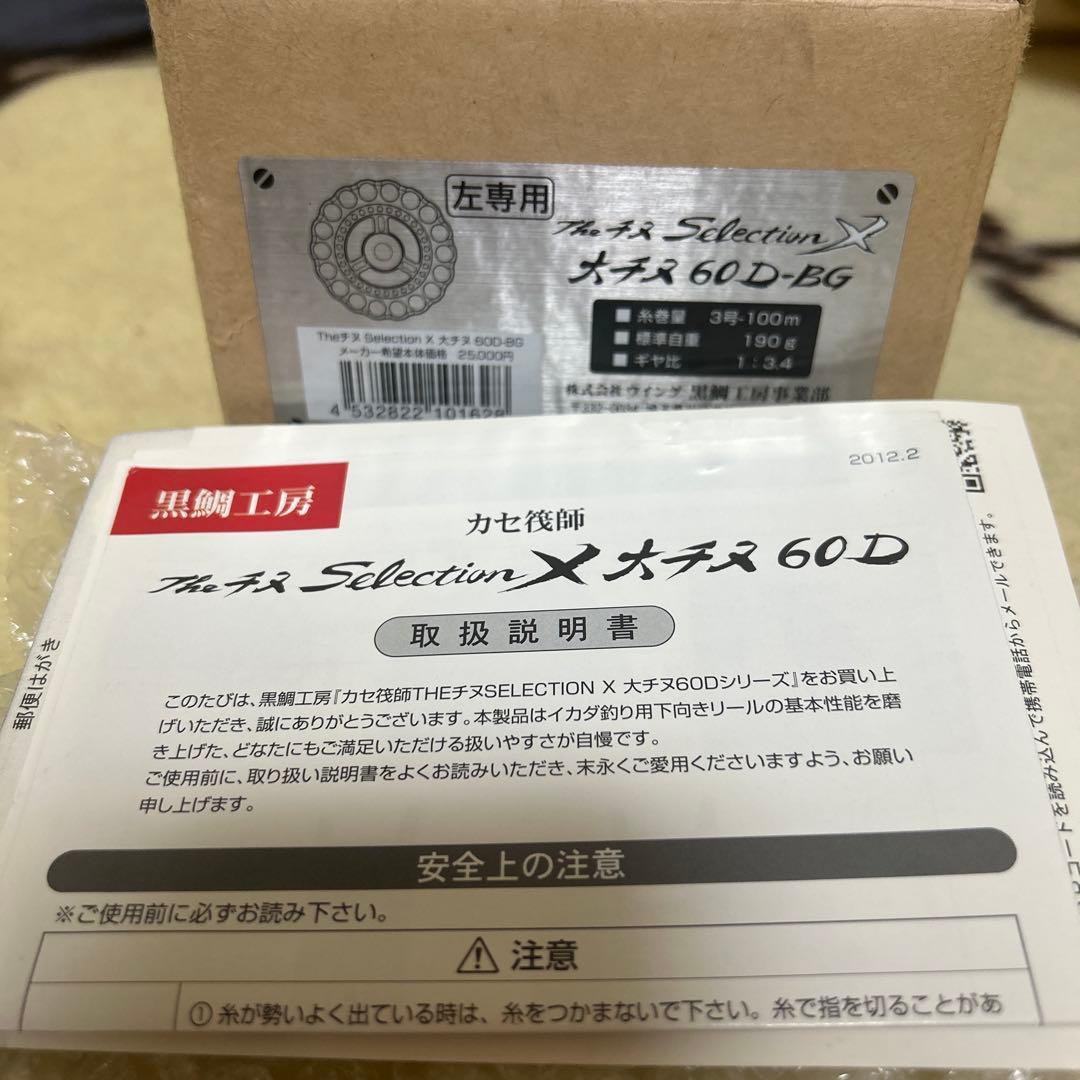 左専用
Theチヌ Selection X
大チヌ 60D-BG
■ 糸巻量 3号-100m
■ 標準自重 190g
■ ギヤ比 1：3.4
Theチヌ Selection X 大チヌ 60D-BG
メーカー希望本体価格 25,000円
4 532822 101628
株式会社ウイング 黒鯛工房事業部
2012.2
黒鯛工房
カセ筏師
Theチヌ Selection X 大チヌ 60D
取扱説明書
このたびは、黒鯛工房『カセ筏師THEチヌSELECTION X 大チヌ60Dシリーズ』をお買い上
げいただき、誠にありがとうございます。本製品はイカダ釣り用下向きリールの基本性能を磨
き上げた、どなたにもご満足いただける扱いやすさが自慢です。
ご使用前に、取り扱い説明書をよくお読みいただき、末永くご愛用くださいますよう、お願い
申し上げます。
安全上の注意
※ご使用前に必ずお読み下さい。
注意
① 糸が勢いよく出ている時は、糸をつかまないで下さい。糸で指を切ることがあ
郵便はがき
コードを読み込んで携帯電話からメールできます。